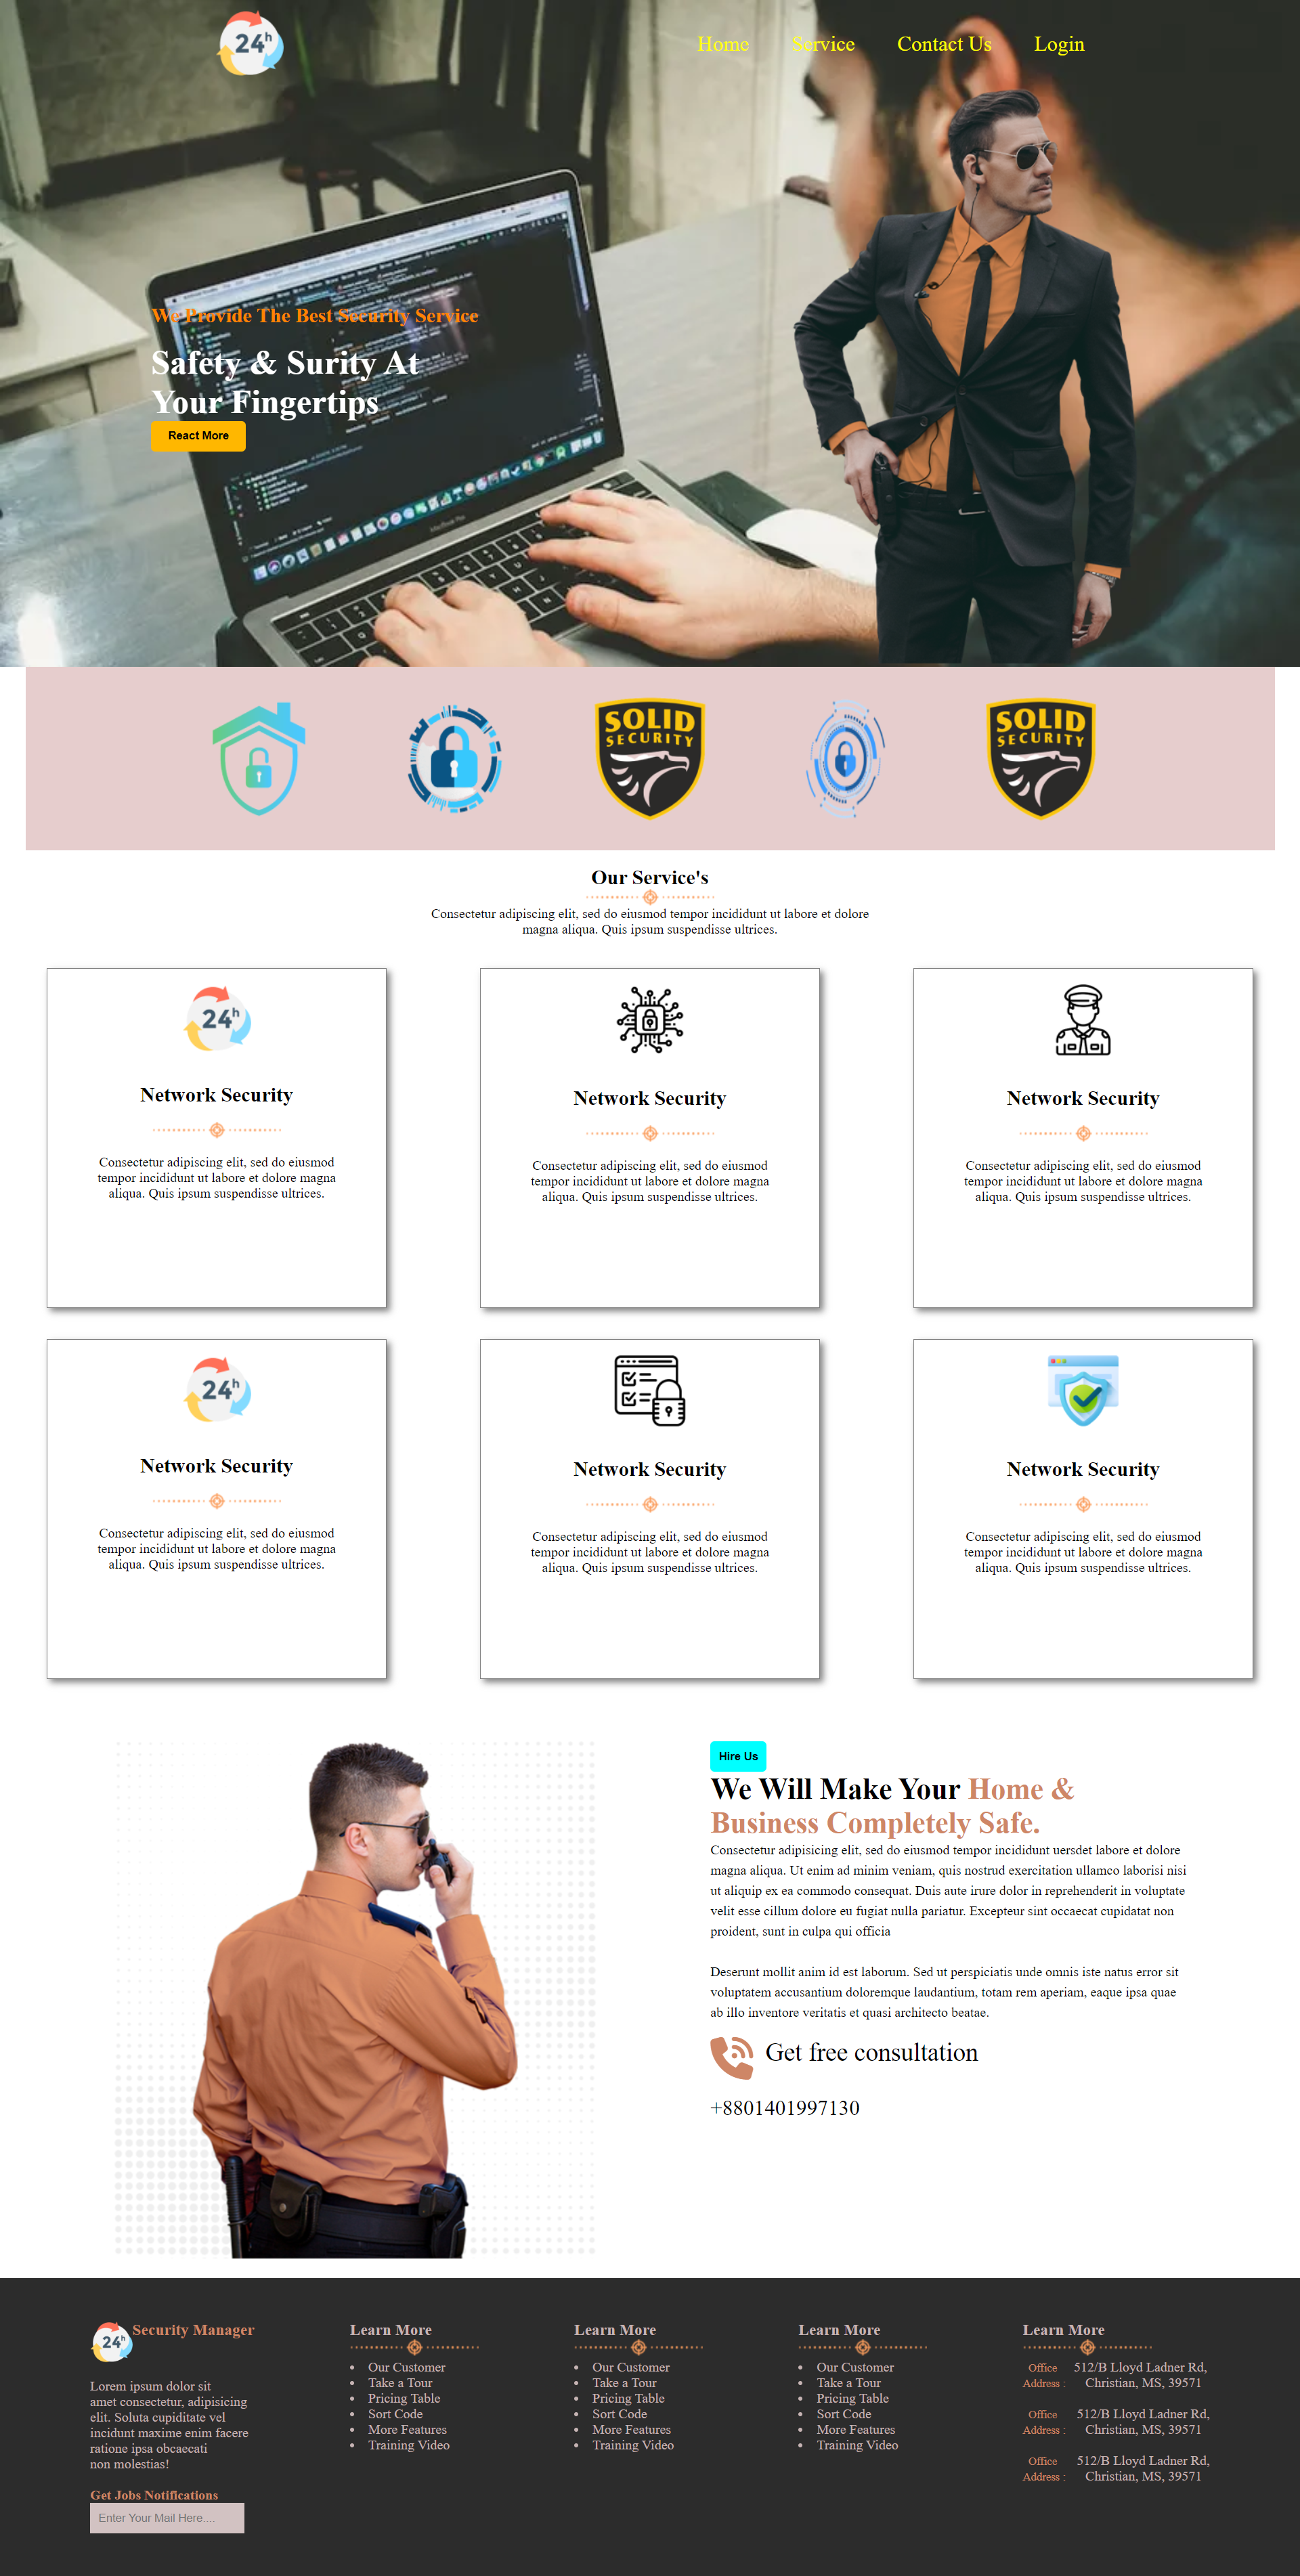 24h
Home Service Contact Us Login
We Provide The Best Security Service
Safety & Surity At
Your Fingertips
React More
MacBook Pro
SOLID
SECURITY
SOLID
SECURITY
Our Service's
Consectetur adipiscing elit, sed do eiusmod tempor incididunt ut labore et dolore
magna aliqua. Quis ipsum suspendisse ultrices.
24h
Network Security
Consectetur adipiscing elit, sed do eiusmod
tempor incididunt ut labore et dolore magna
aliqua. Quis ipsum suspendisse ultrices.
Network Security
Consectetur adipiscing elit, sed do eiusmod
tempor incididunt ut labore et dolore magna
aliqua. Quis ipsum suspendisse ultrices.
Network Security
Consectetur adipiscing elit, sed do eiusmod
tempor incididunt ut labore et dolore magna
aliqua. Quis ipsum suspendisse ultrices.
24h
Network Security
Consectetur adipiscing elit, sed do eiusmod
tempor incididunt ut labore et dolore magna
aliqua. Quis ipsum suspendisse ultrices.
Network Security
Consectetur adipiscing elit, sed do eiusmod
tempor incididunt ut labore et dolore magna
aliqua. Quis ipsum suspendisse ultrices.
Network Security
Consectetur adipiscing elit, sed do eiusmod
tempor incididunt ut labore et dolore magna
aliqua. Quis ipsum suspendisse ultrices.
Hire Us
We Will Make Your Home &
Business Completely Safe.
Consectetur adipisicing elit, sed do eiusmod tempor incididunt uersdet labore et dolore
magna aliqua. Ut enim ad minim veniam, quis nostrud exercitation ullamco laborisi nisi
ut aliquip ex ea commodo consequat. Duis aute irure dolor in reprehenderit in voluptate
velit esse cillum dolore eu fugiat nulla pariatur. Excepteur sint occaecat cupidatat non
proident, sunt in culpa qui officia
Deserunt mollit anim id est laborum. Sed ut perspiciatis unde omnis iste natus error sit
voluptatem accusantium doloremque laudantium, totam rem aperiam, eaque ipsa quae
ab illo inventore veritatis et quasi architecto beatae.
Get free consultation
+8801401997130
24h Security Manager
Lorem ipsum dolor sit
amet consectetur, adipisicing
elit. Soluta cupiditate vel
incidunt maxime enim facere
ratione ipsa obcaecati
non molestias!
Get Jobs Notifications
Enter Your Mail Here....
Learn More
Our Customer
Take a Tour
Pricing Table
Sort Code
More Features
Training Video
Learn More
Our Customer
Take a Tour
Pricing Table
Sort Code
More Features
Training Video
Learn More
Our Customer
Take a Tour
Pricing Table
Sort Code
More Features
Training Video
Learn More
Office 512/B Lloyd Ladner Rd,
Address : Christian, MS, 39571
Office 512/B Lloyd Ladner Rd,
Address : Christian, MS, 39571
Office 512/B Lloyd Ladner Rd,
Address : Christian, MS, 39571